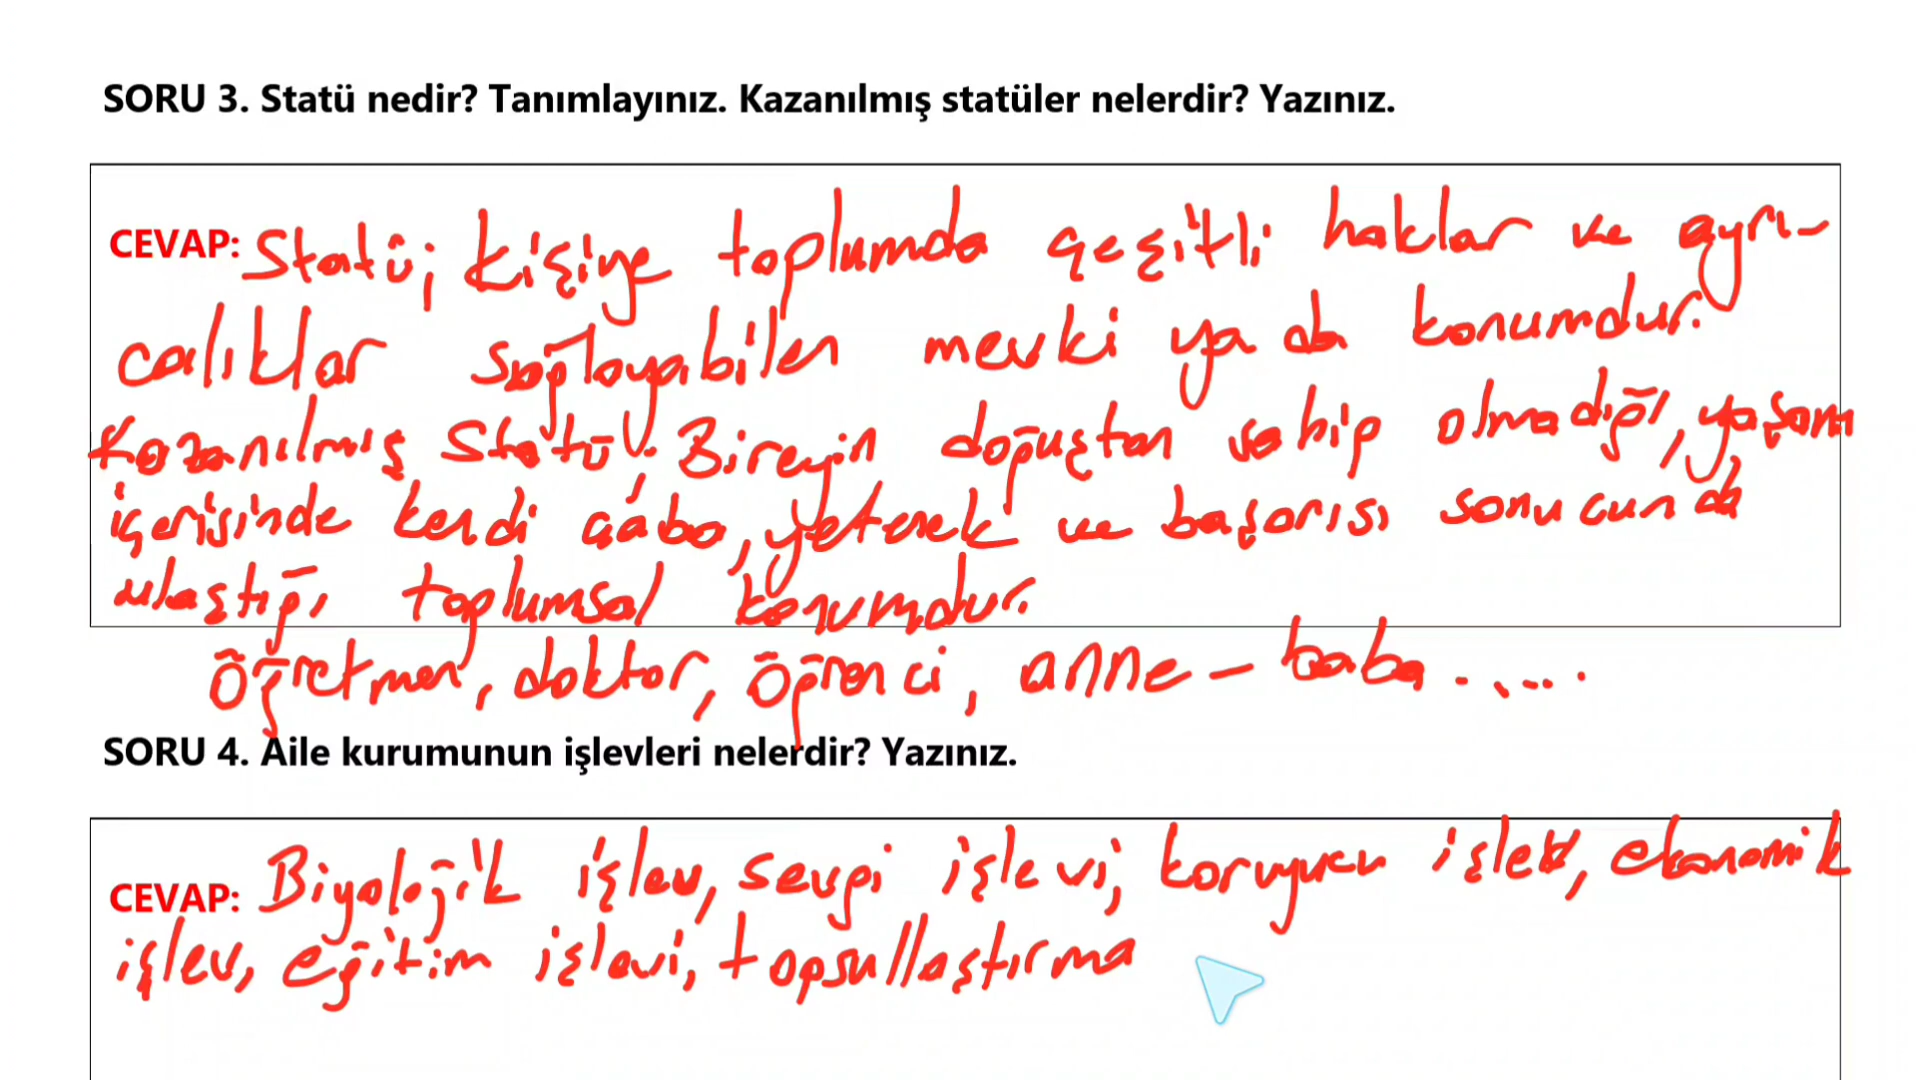 SORU 3. Statü nedir? Tanımlayınız. Kazanılmış statüler nelerdir? Yazınız.
CEVAP: Statü; kişiye toplumda çeşitli haklar ve ayrı-
calıklar sağlayabilen mevki ya da konumdur.
Kazanılmış Statü: Bireyin doğuştan sahip olmadığı, yaşam
içerisinde kendi çaba, yetenek ve başarısı sonucunda
ulaştığı toplumsal konumdur.
Öğretmen, doktor, öğrenci, anne-baba.....
SORU 4. Aile kurumunun işlevleri nelerdir? Yazınız.
CEVAP: Biyolojik işlev, sevgi işlevi, koruyucu işlev, ekonomik
işlev, eğitim işlevi, topsullaştırma